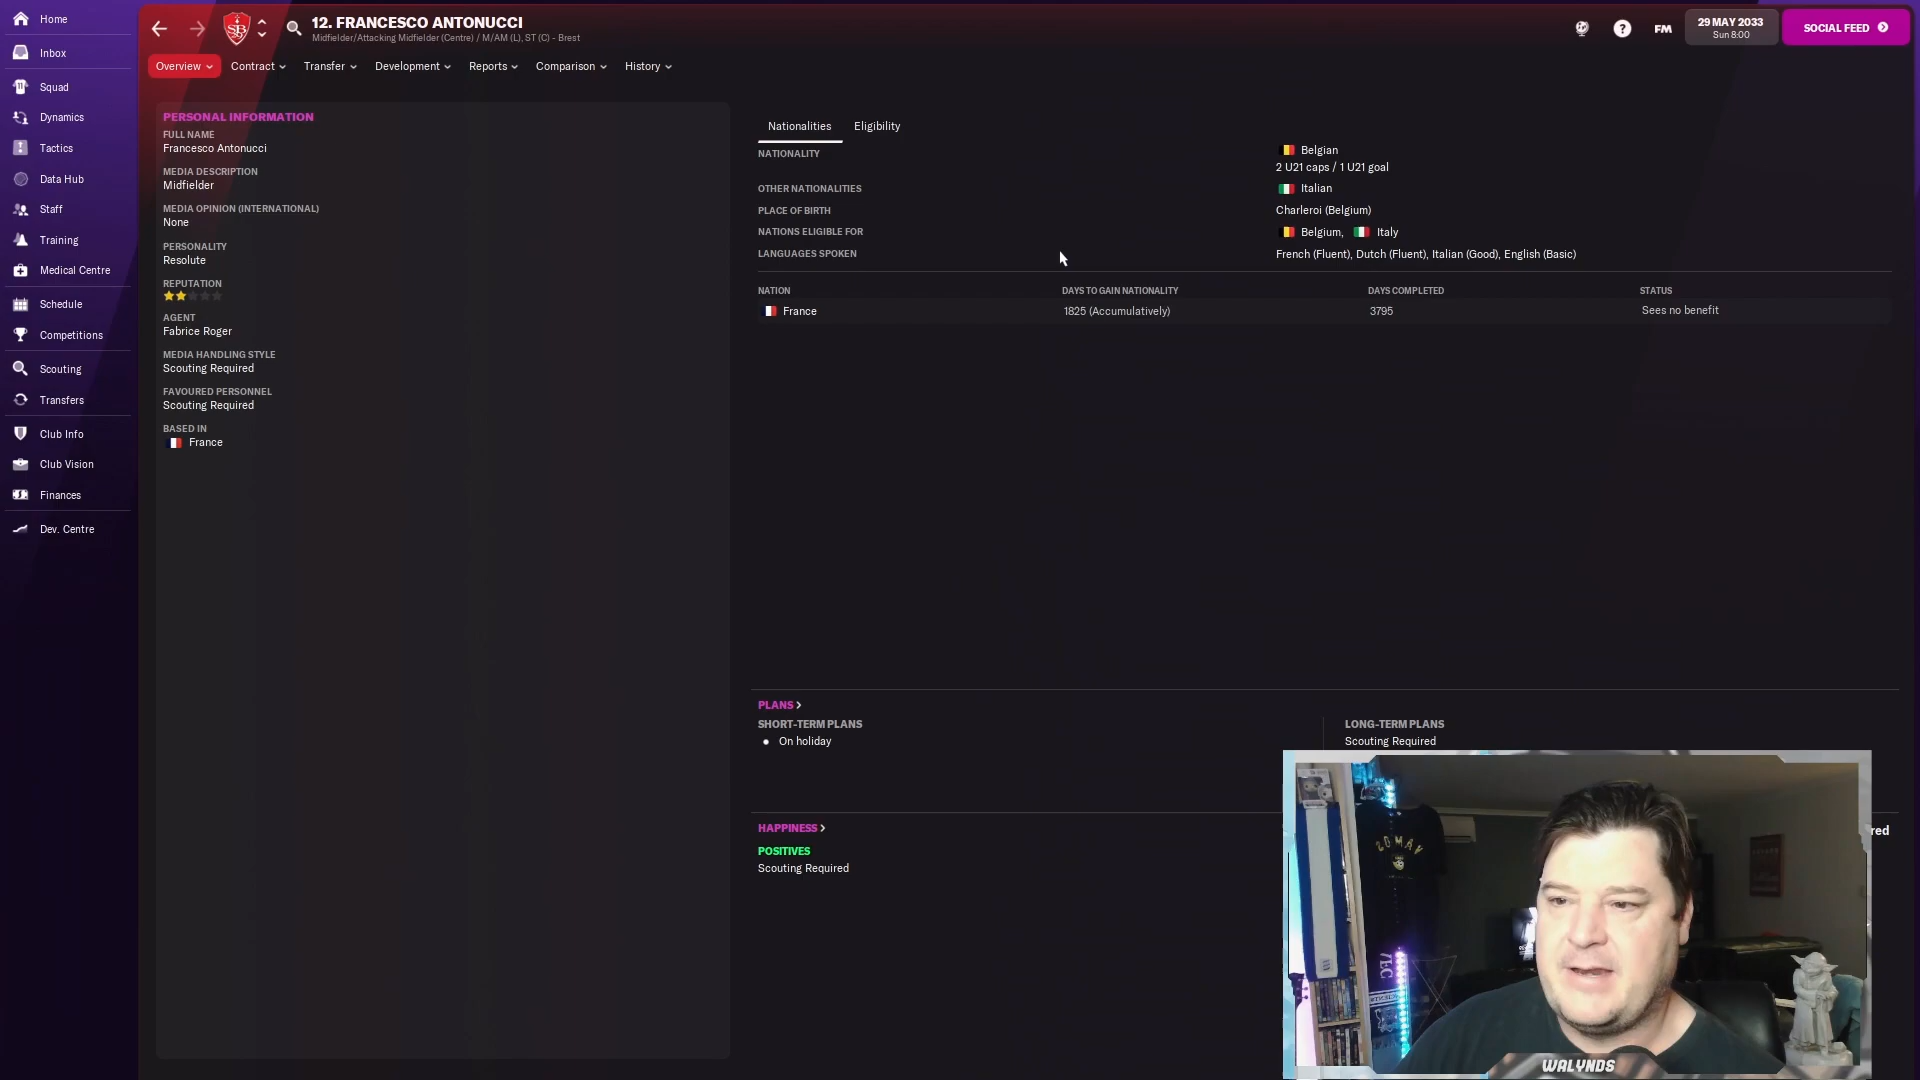 Home
Inbox
Squad
Dynamics
Tactics
Data Hub
Staff
Training
Medical Centre
Schedule
Competitions
Scouting
Transfers
Club Info
Club Vision
Finances
Dev. Centre
12. FRANCESCO ANTONUCCI
Midfielder/Attacking Midfielder (Centre) / M/AM (L), ST (C) - Brest
FM
29 MAY 2033
Sun 8:00
SOCIAL FEED
Overview
Contract
Transfer
Development
Reports
Comparison
History
PERSONAL INFORMATION
FULL NAME
Francesco Antonucci
MEDIA DESCRIPTION
Midfielder
MEDIA OPINION (INTERNATIONAL)
None
PERSONALITY
Resolute
REPUTATION
AGENT
Fabrice Roger
MEDIA HANDLING STYLE
Scouting Required
FAVOURED PERSONNEL
Scouting Required
BASED IN
France
Nationalities Eligibility
NATIONALITY Belgian
2 U21 caps / 1 U21 goal
OTHER NATIONALITIES Italian
PLACE OF BIRTH Charleroi (Belgium)
NATIONS ELIGIBLE FOR Belgium, Italy
LANGUAGES SPOKEN French (Fluent), Dutch (Fluent), Italian (Good), English (Basic)
NATION DAYS TO GAIN NATIONALITY DAYS COMPLETED STATUS
France 1825 (Accumulatively) 3795 Sees no benefit
PLANS
SHORT-TERM PLANS
On holiday
LONG-TERM PLANS
Scouting Required
HAPPINESS
POSITIVES
Scouting Required
red
WALYNDS